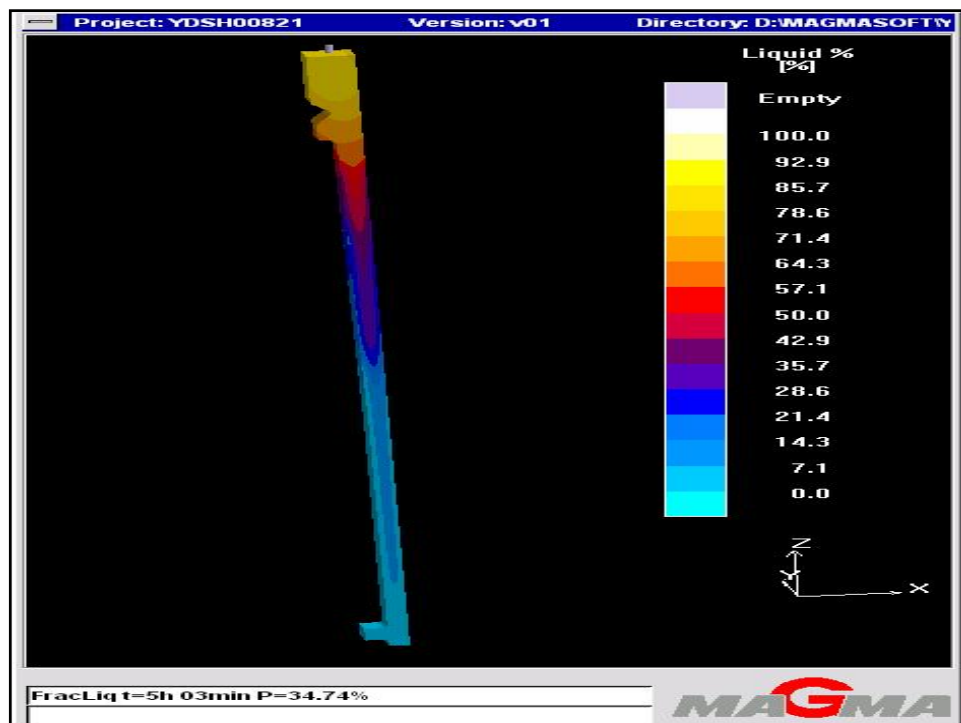 Project: YDSH00821 Version: v01 Directory: D:\MAGMASOFT\Y
Liquid %
[%]
Empty
100.0
92.9
85.7
78.6
71.4
64.3
57.1
50.0
42.9
35.7
28.6
21.4
14.3
7.1
0.0
Z
Y
X
FracLiq t=5h 03min P=34.74%
MAGMA